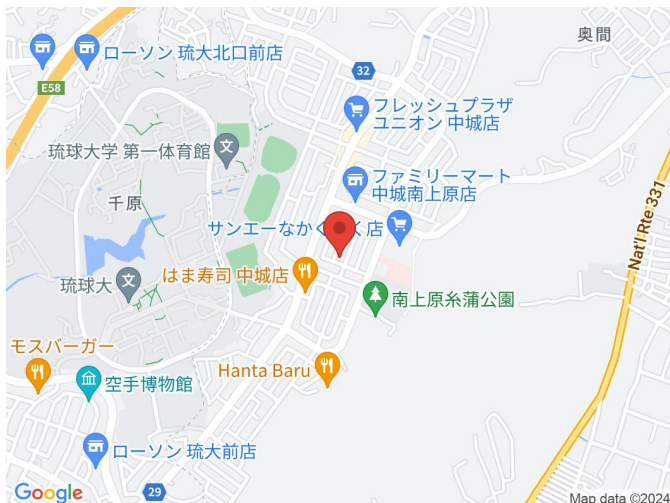 奥間
ローソン 琉大北口前店
32
E58
フレッシュプラザ
ユニオン 中城店
琉球大学 第一体育館
文
ファミリーマート
中城南上原店
千原
サンエーなかぐすく店
Nat'l Rte 331
はま寿司 中城店
琉球大
文
南上原糸蒲公園
モスバーガー
Hanta Baru
空手博物館
ローソン 琉大前店
29
Google
Map data ©2024